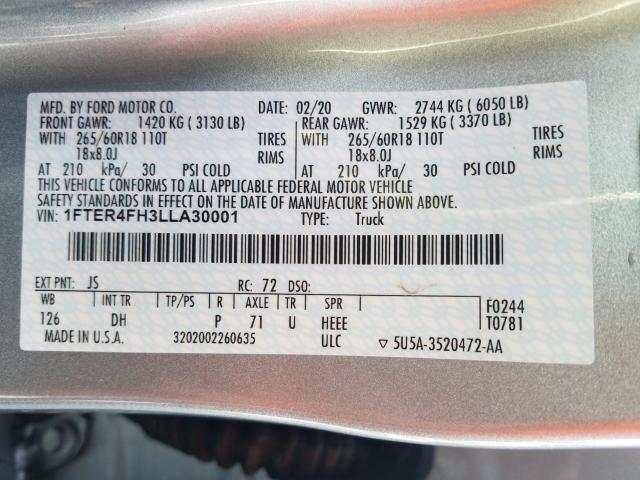 MFD. BY FORD MOTOR CO. DATE: 02/20 GVWR: 2744 KG ( 6050 LB)
FRONT GAWR: 1420 KG ( 3130 LB) REAR GAWR: 1529 KG ( 3370 LB)
WITH 265/60R18 110T TIRES WITH 265/60R18 110T TIRES
18x8.0J RIMS 18x8.0J RIMS
AT 210 kPa/ 30 PSI COLD AT 210 kPa/ 30 PSI COLD
THIS VEHICLE CONFORMS TO ALL APPLICABLE FEDERAL MOTOR VEHICLE
SAFETY STANDARDS IN EFFECT ON THE DATE OF MANUFACTURE SHOWN ABOVE.
VIN: 1FTER4FH3LLA30001 TYPE: Truck
EXT PNT: JS RC: 72 DSO:
WB INT TR TP/PS R AXLE TR SPR F0244
126 DH P 71 U HEEE T0781
MADE IN U.S.A. 3202002260635 ULC ▽ 5U5A-3520472-AA